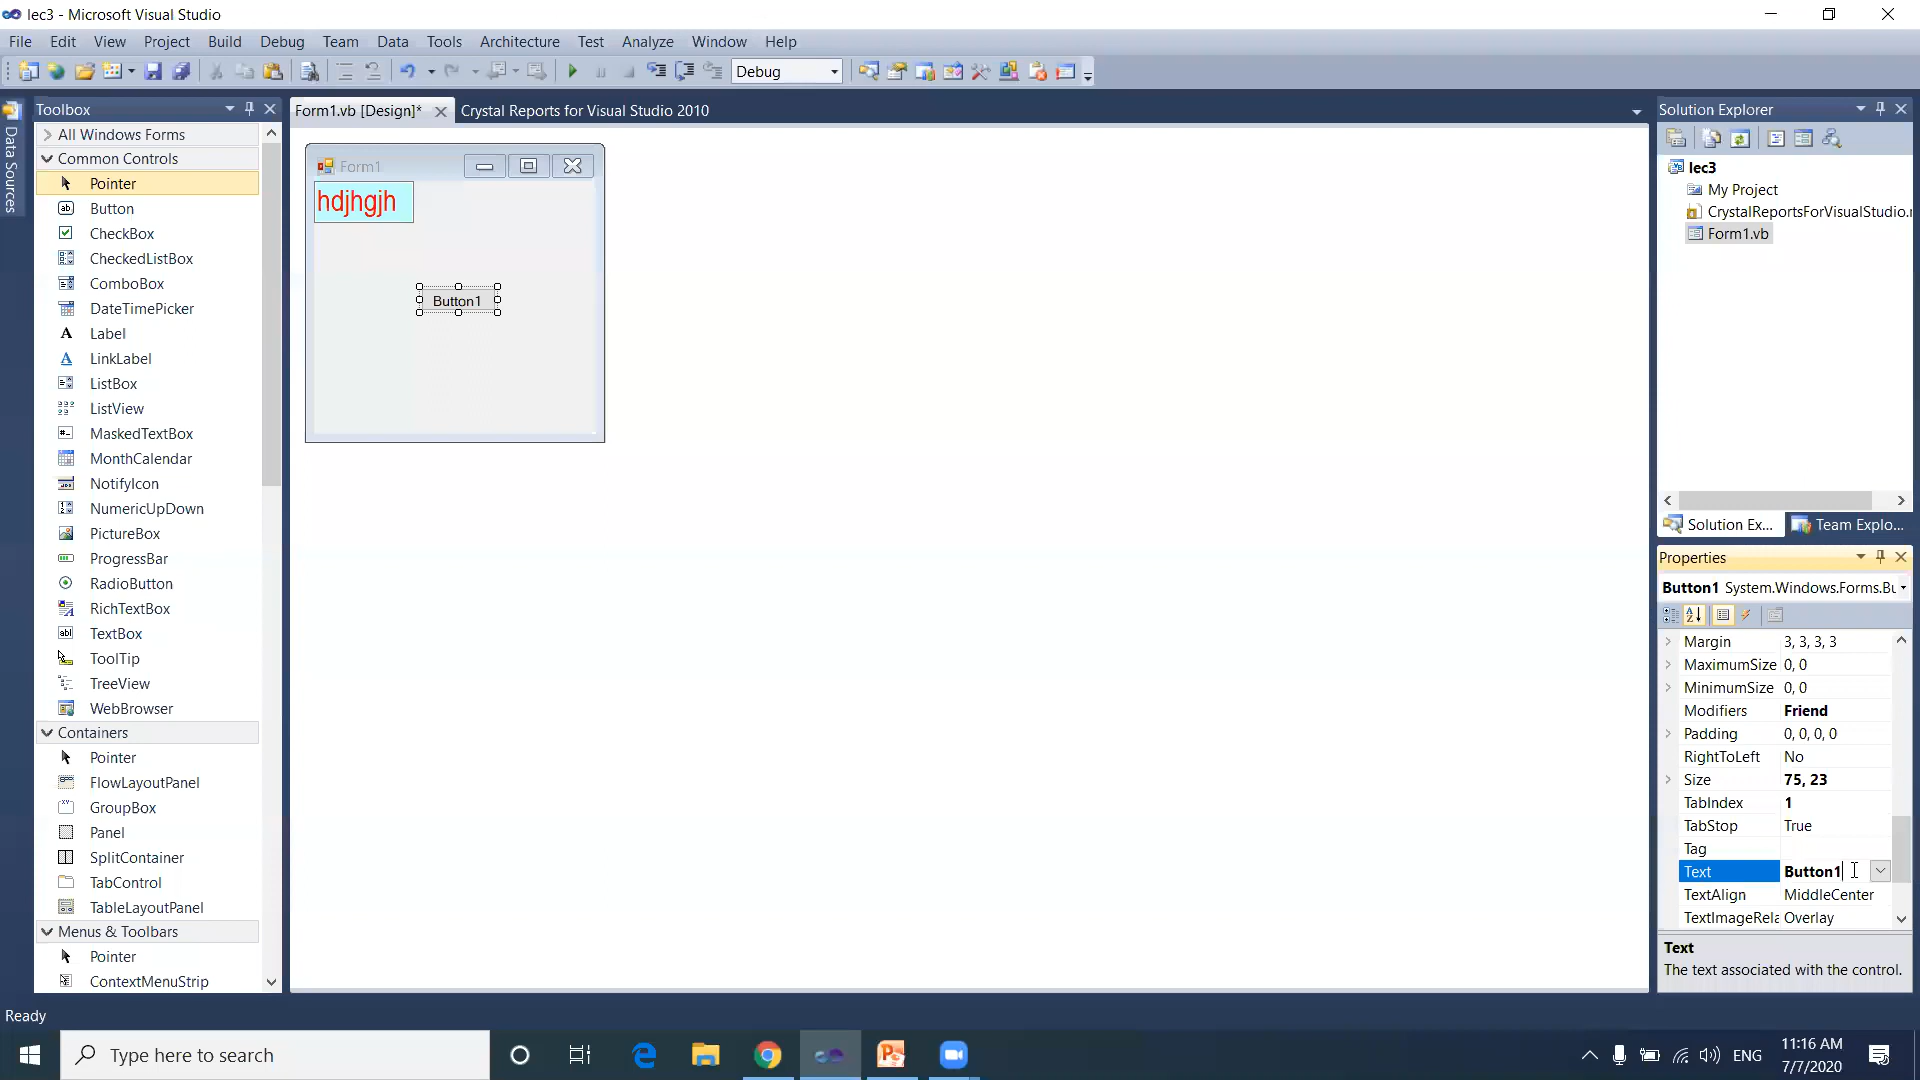 lec3 - Microsoft Visual Studio
File Edit View Project Build Debug Team Data Tools Architecture Test Analyze Window Help
Debug
Data Sources
Toolbox
All Windows Forms
Common Controls
Pointer
Button
CheckBox
CheckedListBox
ComboBox
DateTimePicker
Label
LinkLabel
ListBox
ListView
MaskedTextBox
MonthCalendar
NotifyIcon
NumericUpDown
PictureBox
ProgressBar
RadioButton
RichTextBox
TextBox
ToolTip
TreeView
WebBrowser
Containers
Pointer
FlowLayoutPanel
GroupBox
Panel
SplitContainer
TabControl
TableLayoutPanel
Menus & Toolbars
Pointer
ContextMenuStrip
Form1.vb [Design]* Crystal Reports for Visual Studio 2010
Form1
hdjhgjh
Button1
Solution Explorer
lec3
My Project
CrystalReportsForVisualStudio.r
Form1.vb
Solution Ex... Team Explo...
Properties
Button1 System.Windows.Forms.Bu
Margin 3, 3, 3, 3
MaximumSize 0, 0
MinimumSize 0, 0
Modifiers Friend
Padding 0, 0, 0, 0
RightToLeft No
Size 75, 23
TabIndex 1
TabStop True
Tag
Text Button1
TextAlign MiddleCenter
TextImageRela Overlay
Text
The text associated with the control.
Ready
Type here to search
ENG
11:16 AM
7/7/2020